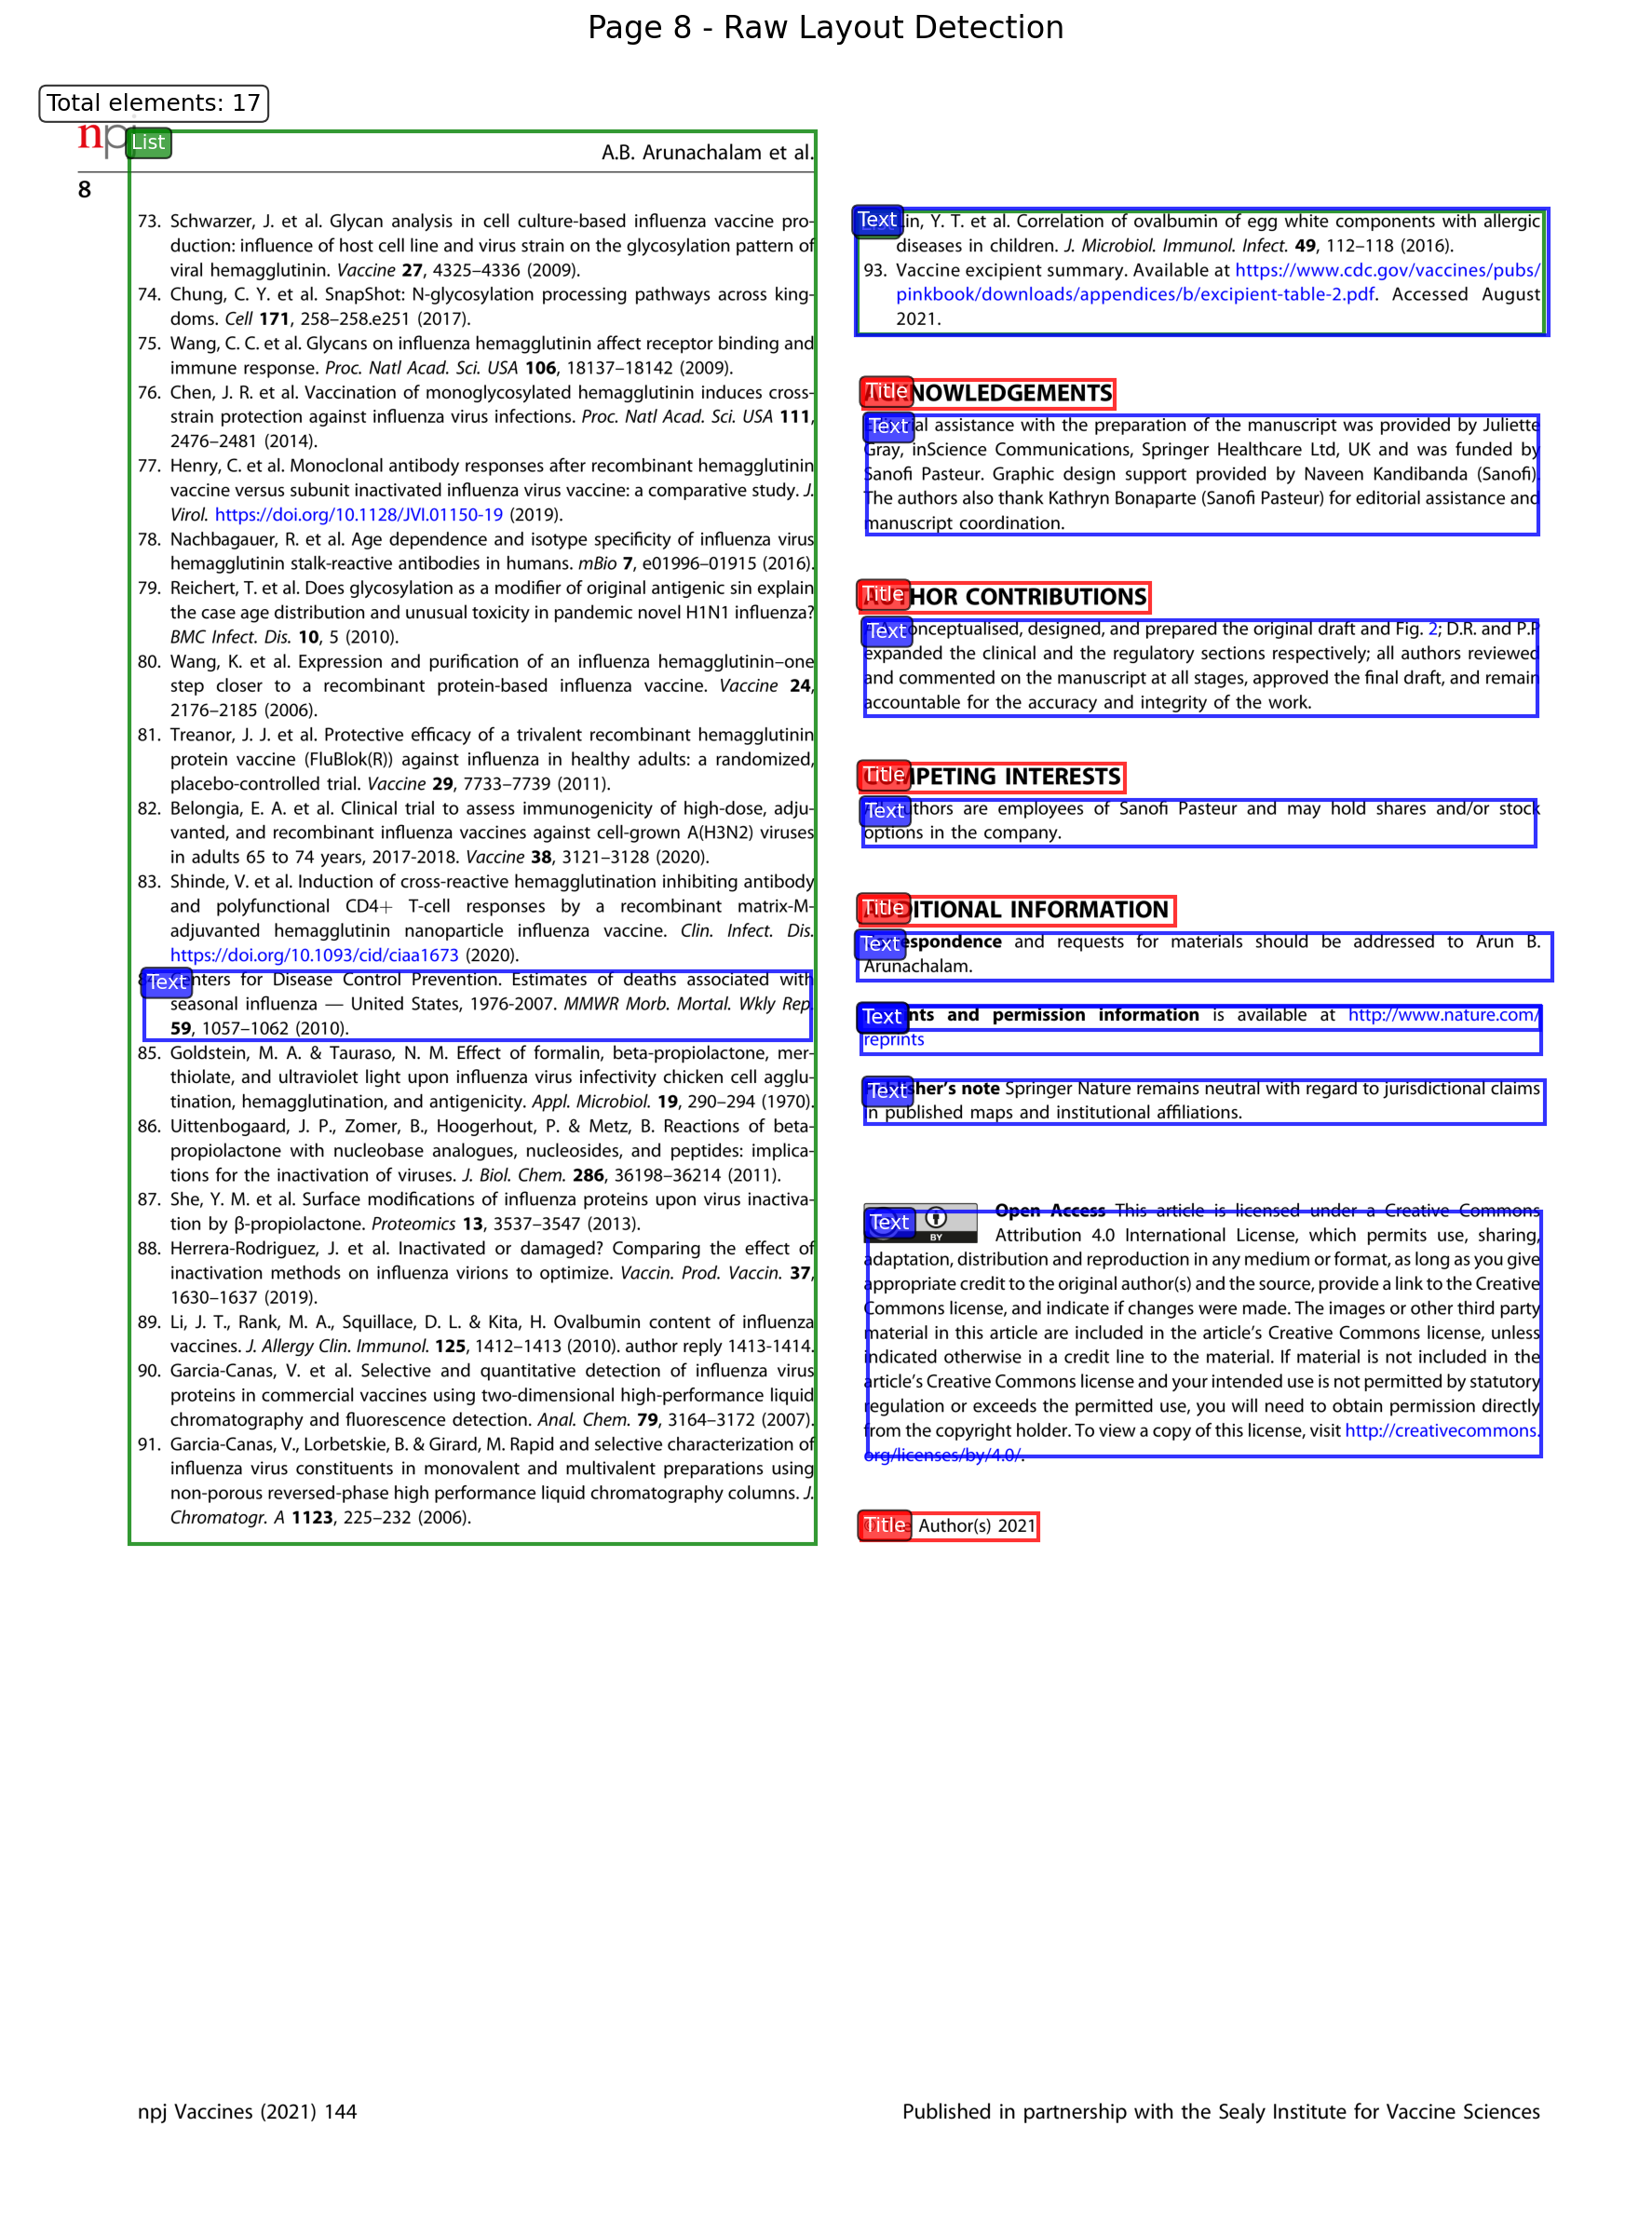 Page 8 - Raw Layout Detection
Total elements: 17
np
List
A.B. Arunachalam et al.
8
73. Schwarzer, J. et al. Glycan analysis in cell culture-based influenza vaccine pro-
duction: influence of host cell line and virus strain on the glycosylation pattern of
viral hemagglutinin. Vaccine 27, 4325–4336 (2009).
74. Chung, C. Y. et al. SnapShot: N-glycosylation processing pathways across king-
doms. Cell 171, 258–258.e251 (2017).
75. Wang, C. C. et al. Glycans on influenza hemagglutinin affect receptor binding and
immune response. Proc. Natl Acad. Sci. USA 106, 18137–18142 (2009).
76. Chen, J. R. et al. Vaccination of monoglycosylated hemagglutinin induces cross-
strain protection against influenza virus infections. Proc. Natl Acad. Sci. USA 111,
2476–2481 (2014).
77. Henry, C. et al. Monoclonal antibody responses after recombinant hemagglutinin
vaccine versus subunit inactivated influenza virus vaccine: a comparative study. J.
Virol. https://doi.org/10.1128/JVI.01150-19 (2019).
78. Nachbagauer, R. et al. Age dependence and isotype specificity of influenza virus
hemagglutinin stalk-reactive antibodies in humans. mBio 7, e01996–01915 (2016).
79. Reichert, T. et al. Does glycosylation as a modifier of original antigenic sin explain
the case age distribution and unusual toxicity in pandemic novel H1N1 influenza?
BMC Infect. Dis. 10, 5 (2010).
80. Wang, K. et al. Expression and purification of an influenza hemagglutinin–one
step closer to a recombinant protein-based influenza vaccine. Vaccine 24,
2176–2185 (2006).
81. Treanor, J. J. et al. Protective efficacy of a trivalent recombinant hemagglutinin
protein vaccine (FluBlok(R)) against influenza in healthy adults: a randomized,
placebo-controlled trial. Vaccine 29, 7733–7739 (2011).
82. Belongia, E. A. et al. Clinical trial to assess immunogenicity of high-dose, adju-
vanted, and recombinant influenza vaccines against cell-grown A(H3N2) viruses
in adults 65 to 74 years, 2017-2018. Vaccine 38, 3121–3128 (2020).
83. Shinde, V. et al. Induction of cross-reactive hemagglutination inhibiting antibody
and polyfunctional CD4+ T-cell responses by a recombinant matrix-M-
adjuvanted hemagglutinin nanoparticle influenza vaccine. Clin. Infect. Dis.
https://doi.org/10.1093/cid/ciaa1673 (2020).
Text
nters for Disease Control Prevention. Estimates of deaths associated with
seasonal influenza — United States, 1976-2007. MMWR Morb. Mortal. Wkly Rep.
59, 1057–1062 (2010).
85. Goldstein, M. A. & Tauraso, N. M. Effect of formalin, beta-propiolactone, mer-
thiolate, and ultraviolet light upon influenza virus infectivity chicken cell agglu-
tination, hemagglutination, and antigenicity. Appl. Microbiol. 19, 290–294 (1970).
86. Uittenbogaard, J. P., Zomer, B., Hoogerhout, P. & Metz, B. Reactions of beta-
propiolactone with nucleobase analogues, nucleosides, and peptides: implica-
tions for the inactivation of viruses. J. Biol. Chem. 286, 36198–36214 (2011).
87. She, Y. M. et al. Surface modifications of influenza proteins upon virus inactiva-
tion by β-propiolactone. Proteomics 13, 3537–3547 (2013).
88. Herrera-Rodriguez, J. et al. Inactivated or damaged? Comparing the effect of
inactivation methods on influenza virions to optimize. Vaccin. Prod. Vaccin. 37,
1630–1637 (2019).
89. Li, J. T., Rank, M. A., Squillace, D. L. & Kita, H. Ovalbumin content of influenza
vaccines. J. Allergy Clin. Immunol. 125, 1412–1413 (2010). author reply 1413-1414.
90. Garcia-Canas, V. et al. Selective and quantitative detection of influenza virus
proteins in commercial vaccines using two-dimensional high-performance liquid
chromatography and fluorescence detection. Anal. Chem. 79, 3164–3172 (2007).
91. Garcia-Canas, V., Lorbetskie, B. & Girard, M. Rapid and selective characterization of
influenza virus constituents in monovalent and multivalent preparations using
non-porous reversed-phase high performance liquid chromatography columns. J.
Chromatogr. A 1123, 225–232 (2006).
Text
in, Y. T. et al. Correlation of ovalbumin of egg white components with allergic
diseases in children. J. Microbiol. Immunol. Infect. 49, 112–118 (2016).
93. Vaccine excipient summary. Available at https://www.cdc.gov/vaccines/pubs/
pinkbook/downloads/appendices/b/excipient-table-2.pdf. Accessed August
2021.
Title
NOWLEDGEMENTS
Text
ial assistance with the preparation of the manuscript was provided by Juliette
Gray, inScience Communications, Springer Healthcare Ltd, UK and was funded by
Sanofi Pasteur. Graphic design support provided by Naveen Kandibanda (Sanofi).
The authors also thank Kathryn Bonaparte (Sanofi Pasteur) for editorial assistance and
manuscript coordination.
Title
HOR CONTRIBUTIONS
Text
onceptualised, designed, and prepared the original draft and Fig. 2; D.R. and P.P
expanded the clinical and the regulatory sections respectively; all authors reviewed
and commented on the manuscript at all stages, approved the final draft, and remain
accountable for the accuracy and integrity of the work.
Title
MPETING INTERESTS
Text
uthors are employees of Sanofi Pasteur and may hold shares and/or stock
options in the company.
Title
ITIONAL INFORMATION
Text
espondence and requests for materials should be addressed to Arun B.
Arunachalam.
Text
nts and permission information is available at http://www.nature.com/
reprints
Text
sher's note Springer Nature remains neutral with regard to jurisdictional claims
in published maps and institutional affiliations.
Text
BY
Open Access This article is licensed under a Creative Commons
Attribution 4.0 International License, which permits use, sharing,
adaptation, distribution and reproduction in any medium or format, as long as you give
appropriate credit to the original author(s) and the source, provide a link to the Creative
Commons license, and indicate if changes were made. The images or other third party
material in this article are included in the article's Creative Commons license, unless
indicated otherwise in a credit line to the material. If material is not included in the
article's Creative Commons license and your intended use is not permitted by statutory
regulation or exceeds the permitted use, you will need to obtain permission directly
from the copyright holder. To view a copy of this license, visit http://creativecommons.
org/licenses/by/4.0/.
Title
Author(s) 2021
npj Vaccines (2021) 144
Published in partnership with the Sealy Institute for Vaccine Sciences